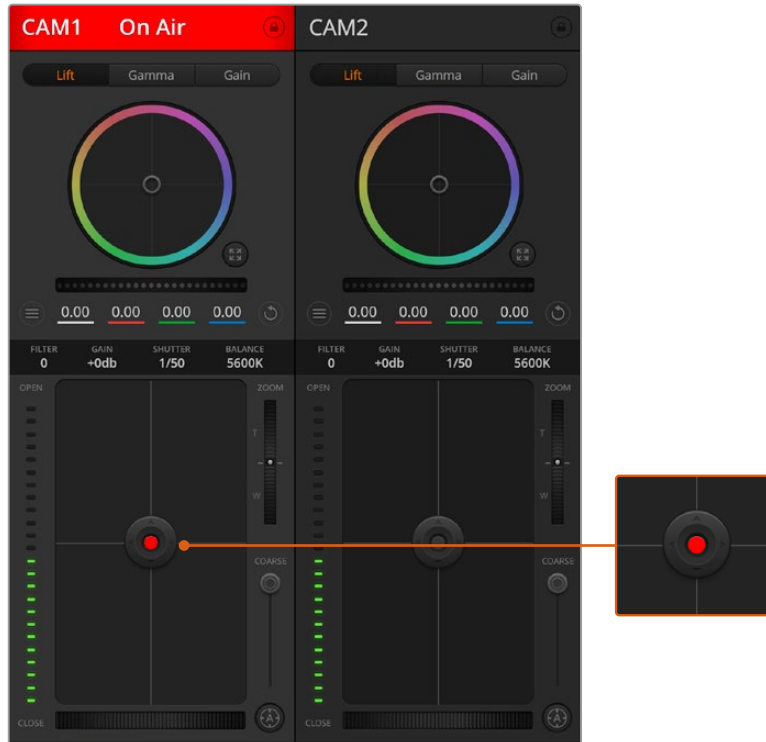 CAM1 On Air
CAM2
Lift Gamma Gain
Lift Gamma Gain
0.00 0.00 0.00 0.00
0.00 0.00 0.00 0.00
FILTER GAIN SHUTTER BALANCE
0 +0db 1/50 5600K
FILTER GAIN SHUTTER BALANCE
0 +0db 1/50 5600K
OPEN ZOOM
T
W
COARSE
CLOSE A
OPEN ZOOM
T
W
COARSE
CLOSE A